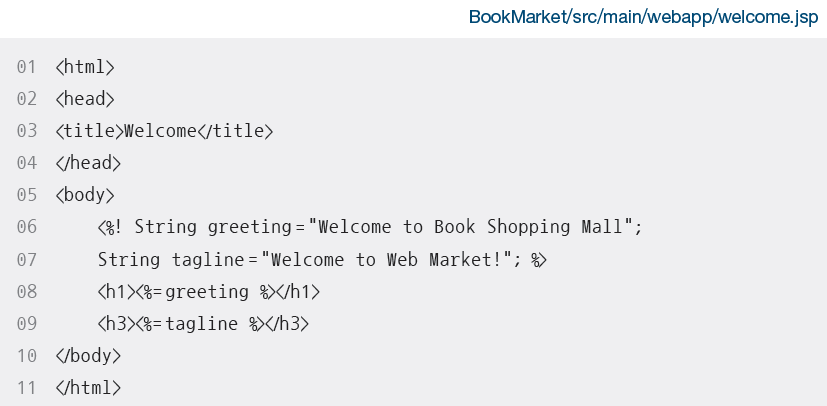 BookMarket/src/main/webapp/welcome.jsp
01 <html>
02 <head>
03 <title>Welcome</title>
04 </head>
05 <body>
06 <%! String greeting="Welcome to Book Shopping Mall";
07 String tagline="Welcome to Web Market!"; %>
08 <h1><%=greeting %></h1>
09 <h3><%=tagline %></h3>
10 </body>
11 </html>